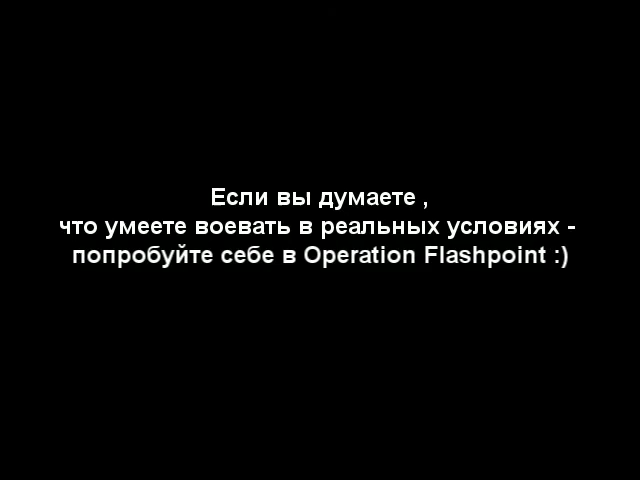 Если вы думаете ,
что умеете воевать в реальных условиях -
попробуйте себе в Operation Flashpoint :)